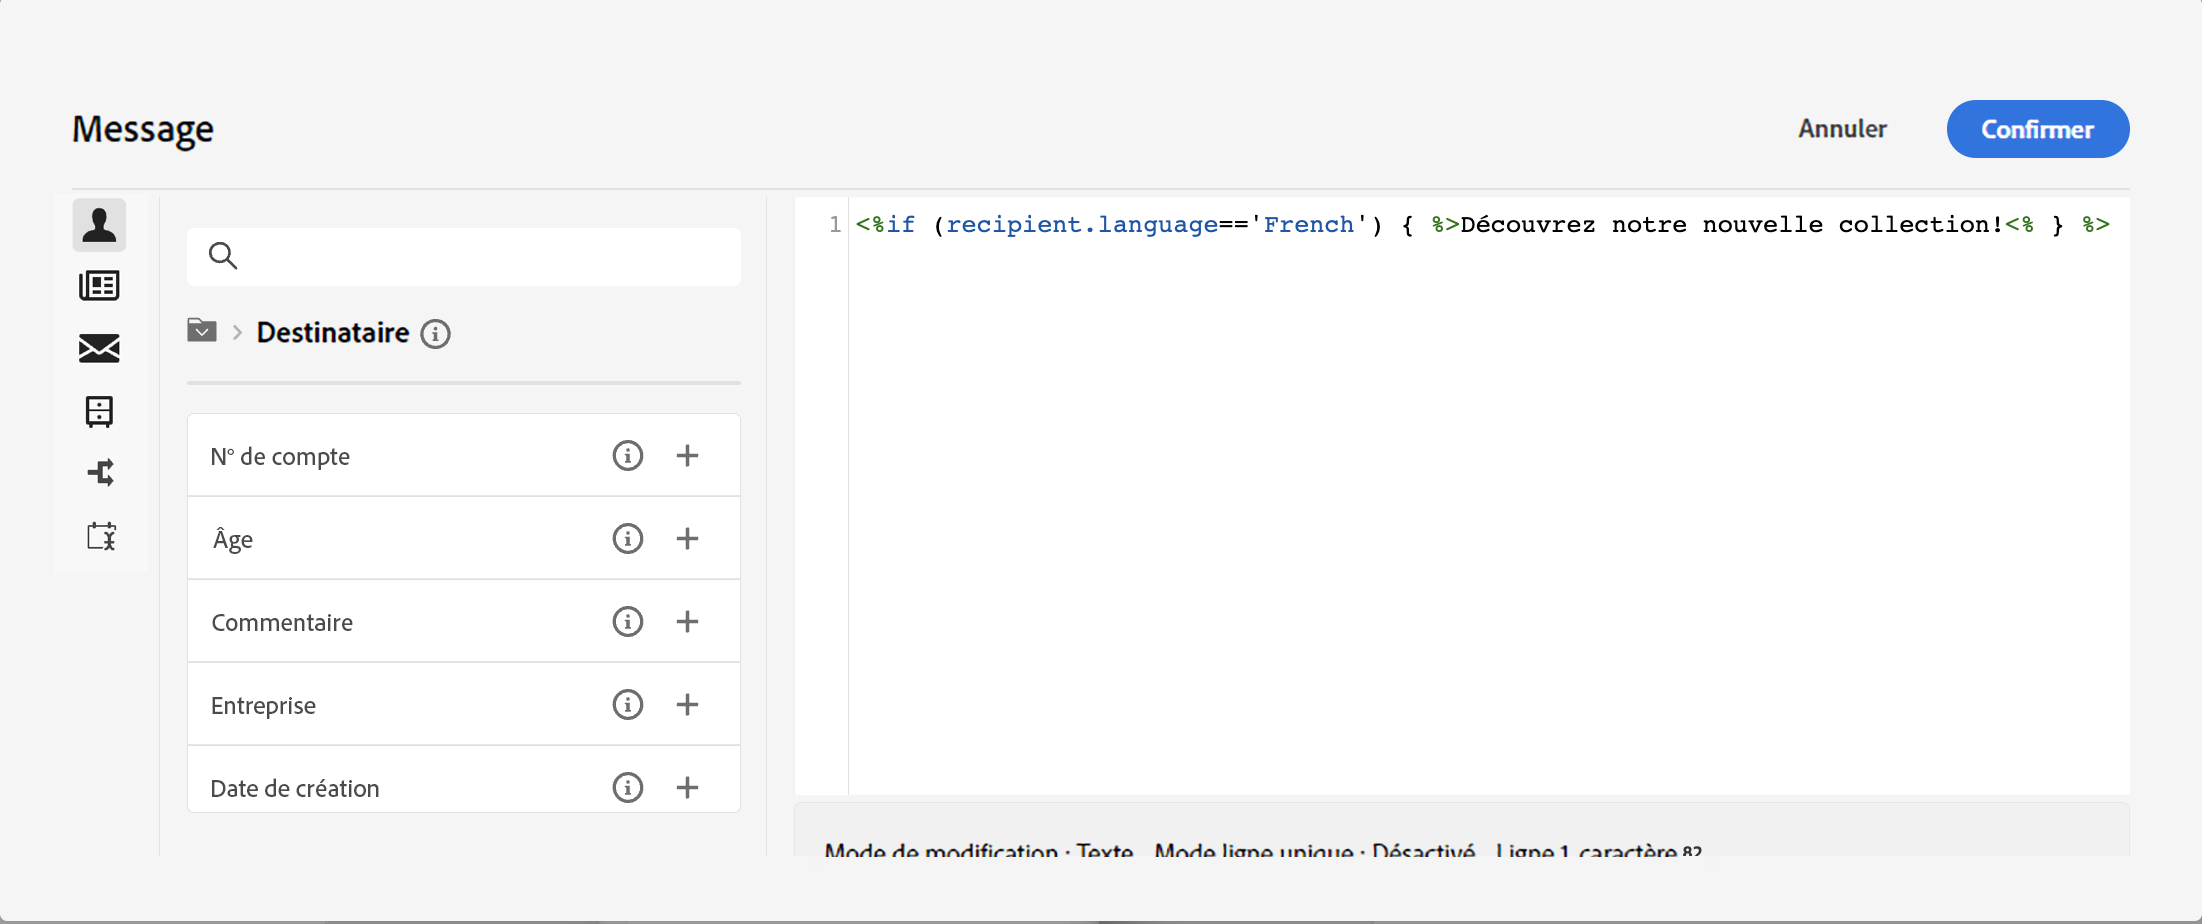 Message
Annuler
Confirmer
1 <%if (recipient.language=='French') { %>Découvrez notre nouvelle collection!<% } %>
Destinataire
N° de compte
Âge
Commentaire
Entreprise
Date de création
Mode de modification : Texte Mode ligne unique : Désactivé Ligne 1, caractère 82